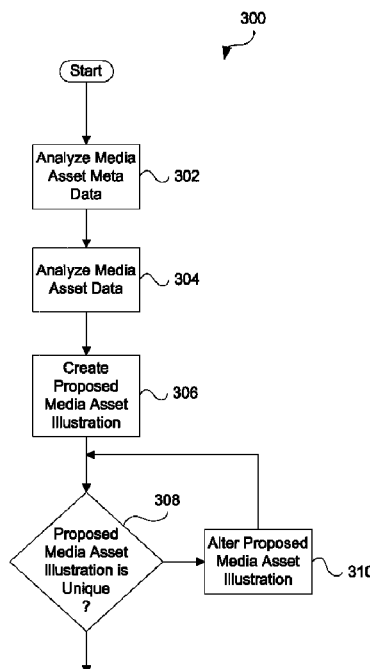 300
Start
Analyze Media
Asset Meta
Data
302
Analyze Media
Asset Data
304
Create
Proposed
Media Asset
Illustration
306
308
Proposed
Media Asset
Illustration is
Unique
?
Alter Proposed
Media Asset
Illustration
310